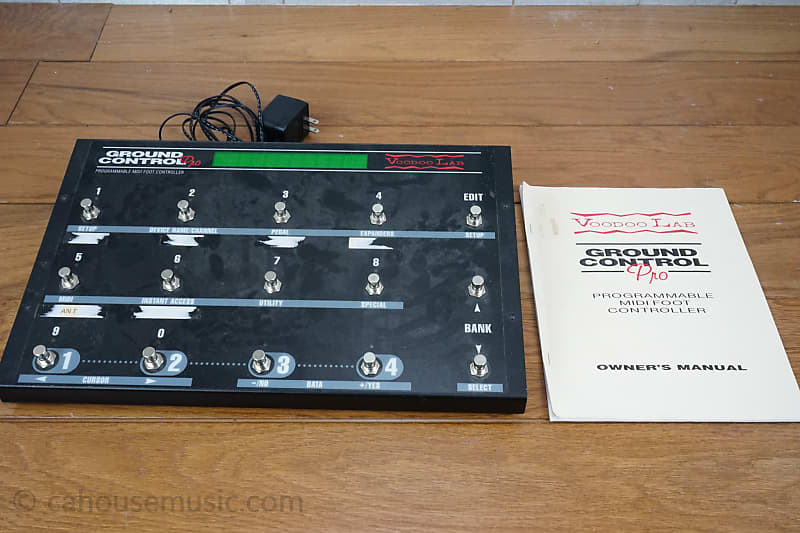 GROUND
CONTROL Pro
PROGRAMMABLE MIDI FOOT CONTROLLER
VOODOO LAB
1 2 3 4 EDIT
SETUP DEVICE NAME/CHANNEL PEDAL EXPANDERS SETUP
5 6 7 8
MIDI INSTANT ACCESS UTILITY SPECIAL
BANK
ANT
9 0
1 2 3 4
CURSOR -/NO DATA +/YES SELECT
VOODOO LAB
GROUND
CONTROL
Pro
PROGRAMMABLE
MIDI FOOT
CONTROLLER
OWNER'S MANUAL
© cahousemusic.com